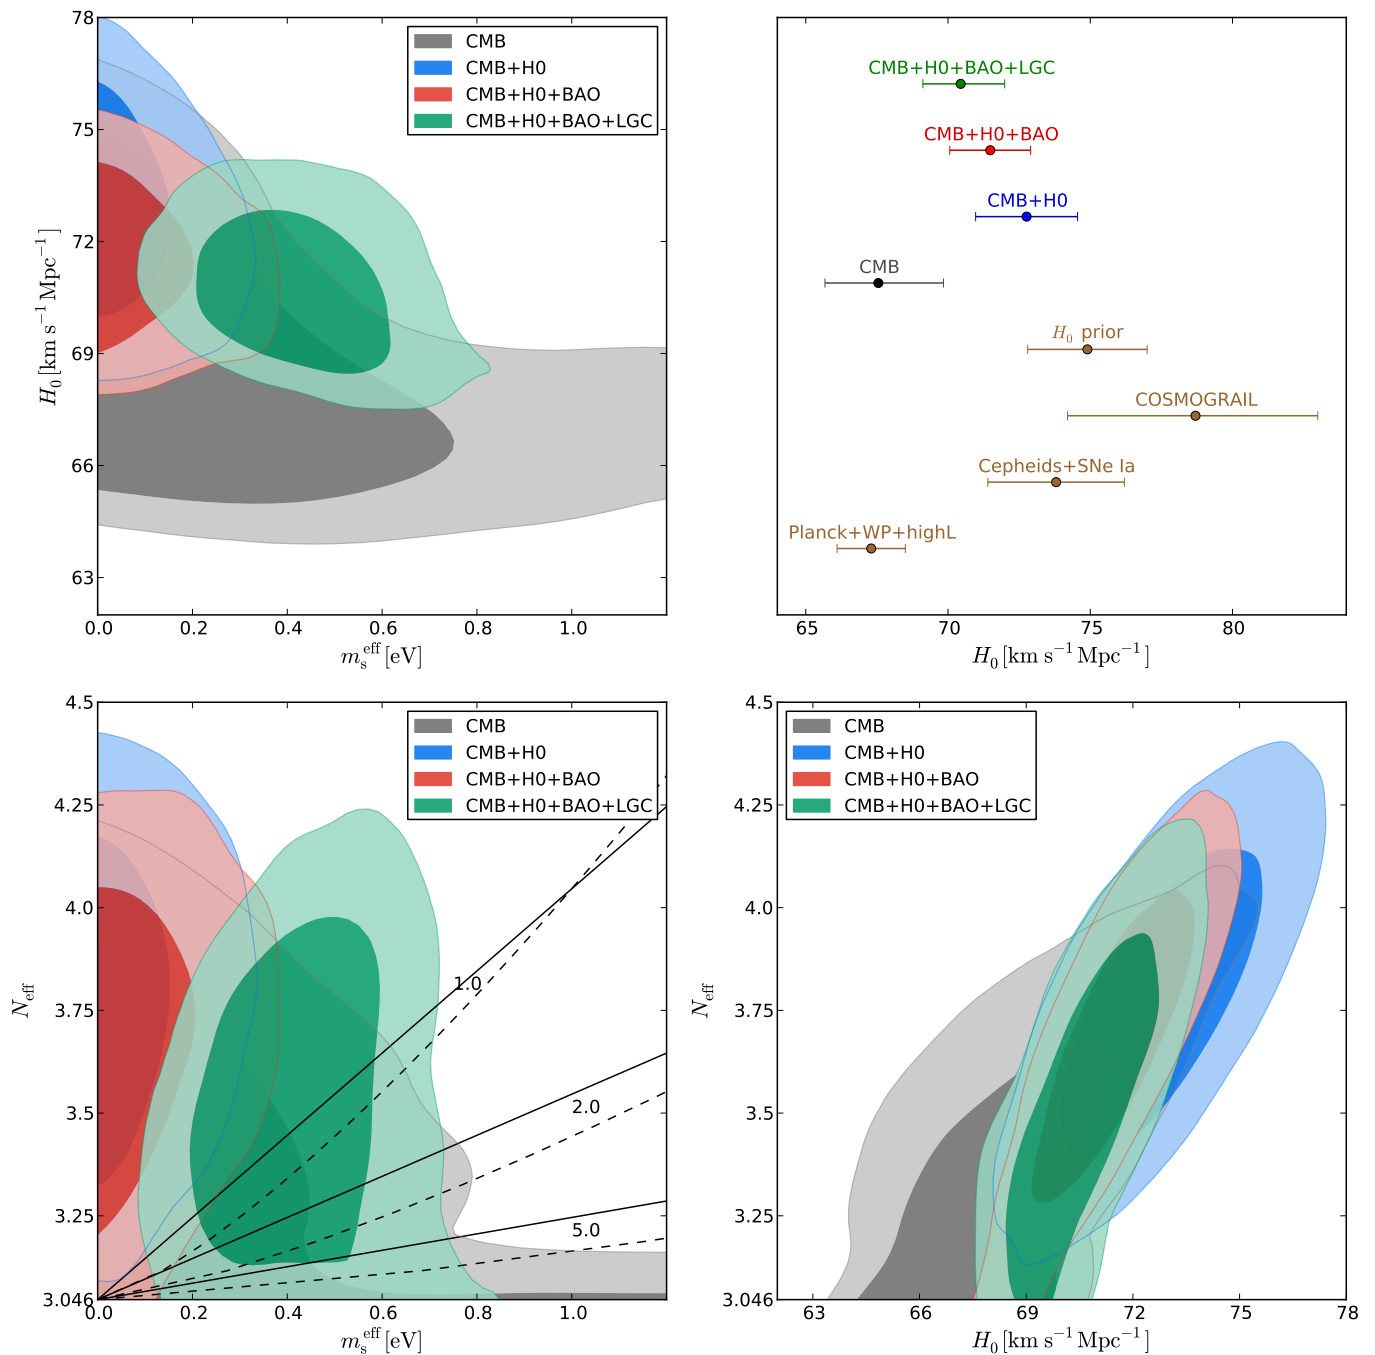 78
75
72
69
66
63
H₀ [km s⁻¹ Mpc⁻¹]
CMB
CMB+H0
CMB+H0+BAO
CMB+H0+BAO+LGC
0.0 0.2 0.4 0.6 0.8 1.0
mₛᵉᶠᶠ [eV]
CMB+H0+BAO+LGC
CMB+H0+BAO
CMB+H0
CMB
H₀ prior
COSMOGRAIL
Cepheids+SNe Ia
Planck+WP+highL
65 70 75 80
H₀ [km s⁻¹ Mpc⁻¹]
4.5
4.25
4.0
3.75
3.5
3.25
3.046
N_eff
CMB
CMB+H0
CMB+H0+BAO
CMB+H0+BAO+LGC
1.0
2.0
5.0
0.0 0.2 0.4 0.6 0.8 1.0
mₛᵉᶠᶠ [eV]
4.5
4.25
4.0
3.75
3.5
3.25
3.046
N_eff
CMB
CMB+H0
CMB+H0+BAO
CMB+H0+BAO+LGC
63 66 69 72 75 78
H₀ [km s⁻¹ Mpc⁻¹]